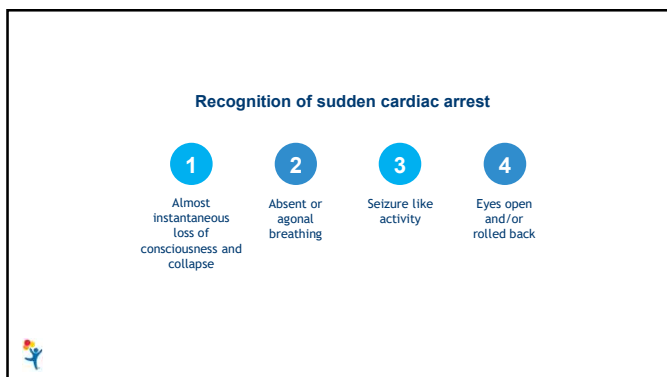 Recognition of sudden cardiac arrest
1
2
3
4
Almost
instantaneous
loss of
consciousness and
collapse
Absent or
agonal
breathing
Seizure like
activity
Eyes open
and/or
rolled back